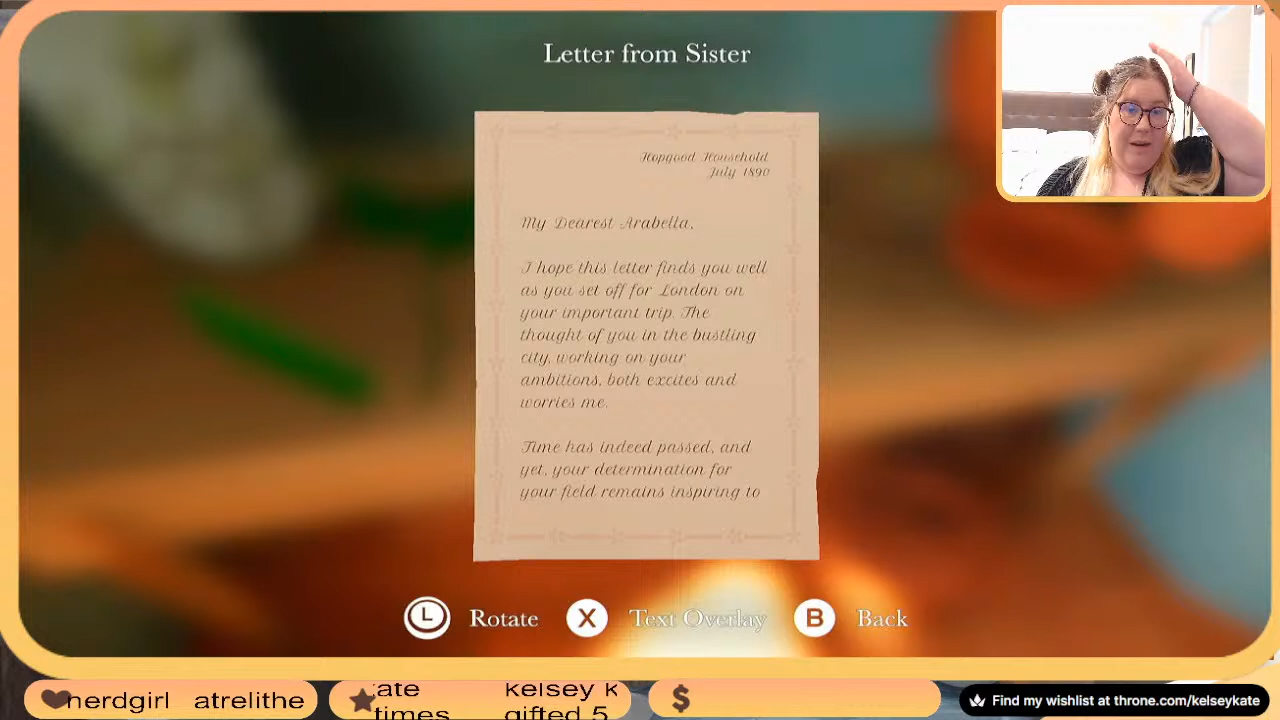 Letter from Sister
Hopgood Household
July 1890
My Dearest Arabella,
I hope this letter finds you well
as you set off for London on
your important trip. The
thought of you in the bustling
city, working on your
ambitions, both excites and
worries me.
Time has indeed passed, and
yet, your determination for
your field remains inspiring to
L Rotate X Text Overlay B Back
nerdgirl atrelithe
kate kelsey k
times gifted 5
$
Find my wishlist at throne.com/kelseykate